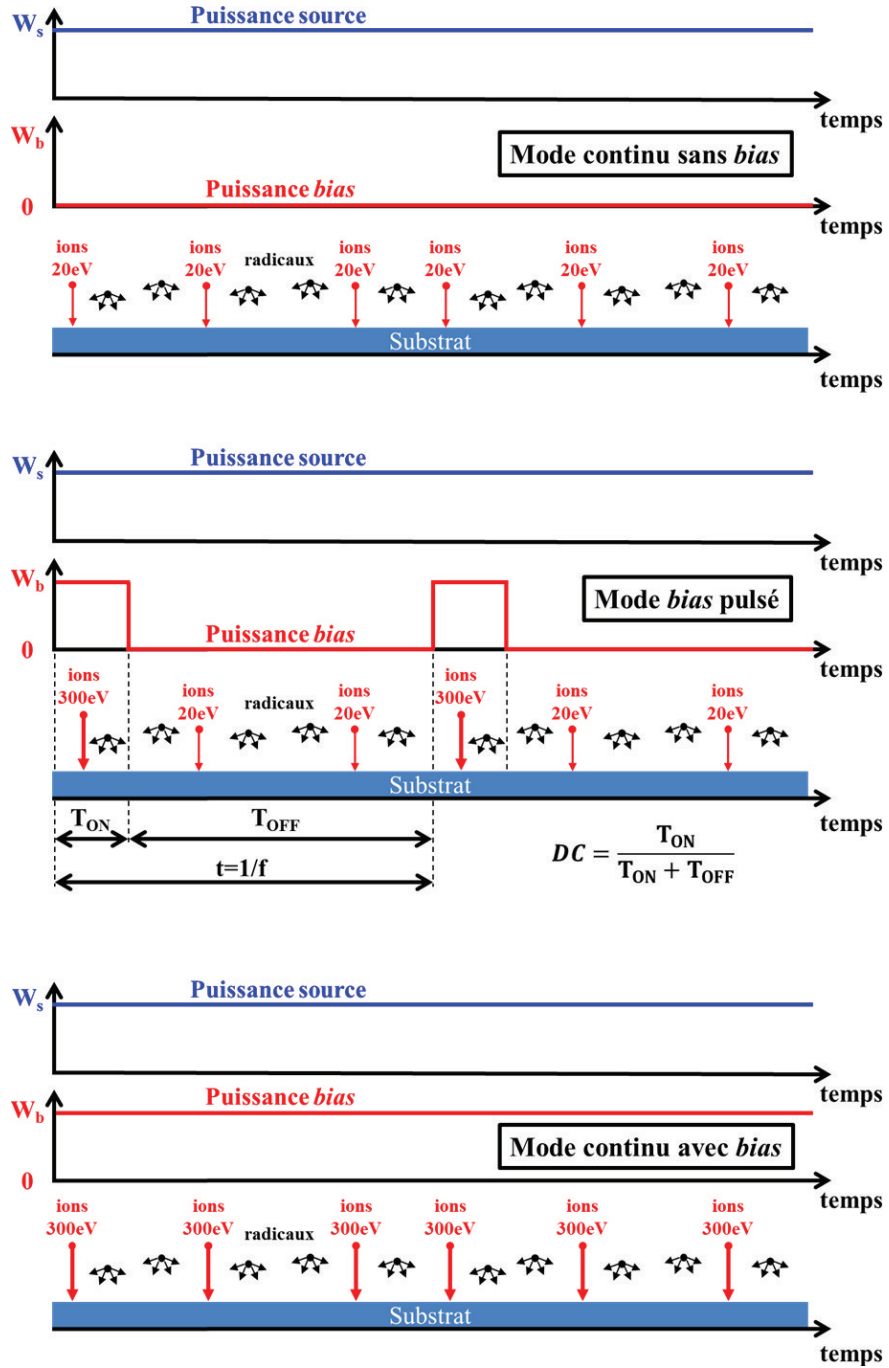 Puissance source
Ws
temps
Wb
Mode continu sans bias
Puissance bias
0
temps
ions ions radicaux ions ions ions ions
20eV 20eV 20eV 20eV 20eV 20eV
Substrat
temps
Puissance source
Ws
temps
Wb
Mode bias pulsé
Puissance bias
0
temps
ions ions radicaux ions ions ions ions
300eV 20eV 20eV 300eV 20eV 20eV
Substrat
temps
TON TOFF
t=1/f
DC = TON / (TON + TOFF)
Puissance source
Ws
temps
Puissance bias
Wb
Mode continu avec bias
0
temps
ions ions radicaux ions ions ions ions
300eV 300eV 300eV 300eV 300eV 300eV
Substrat
temps